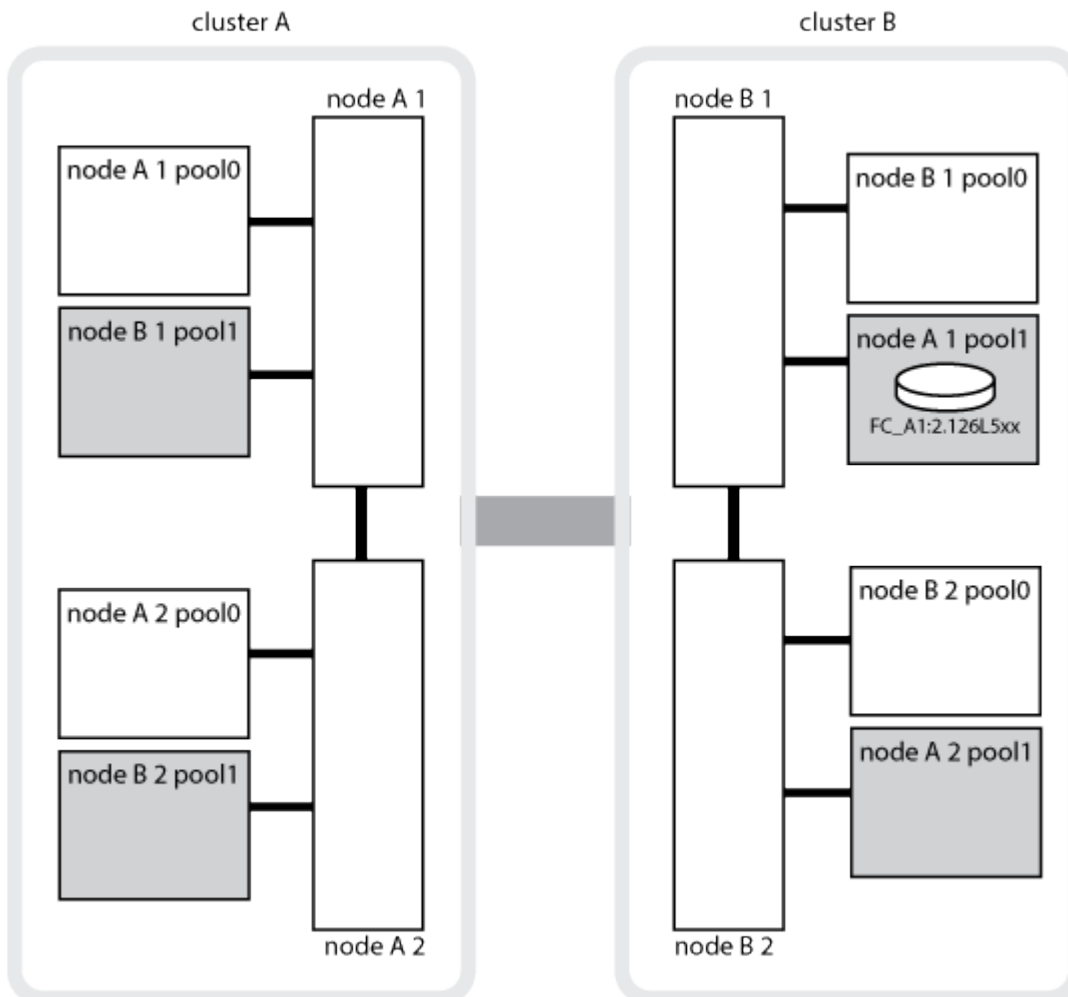 cluster A
cluster B
node A 1
node B 1
node A 1 pool0
node B 1 pool0
node B 1 pool1
node A 1 pool1
FC_A1:2.126L5xx
node A 2 pool0
node B 2 pool0
node B 2 pool1
node A 2 pool1
node A 2
node B 2